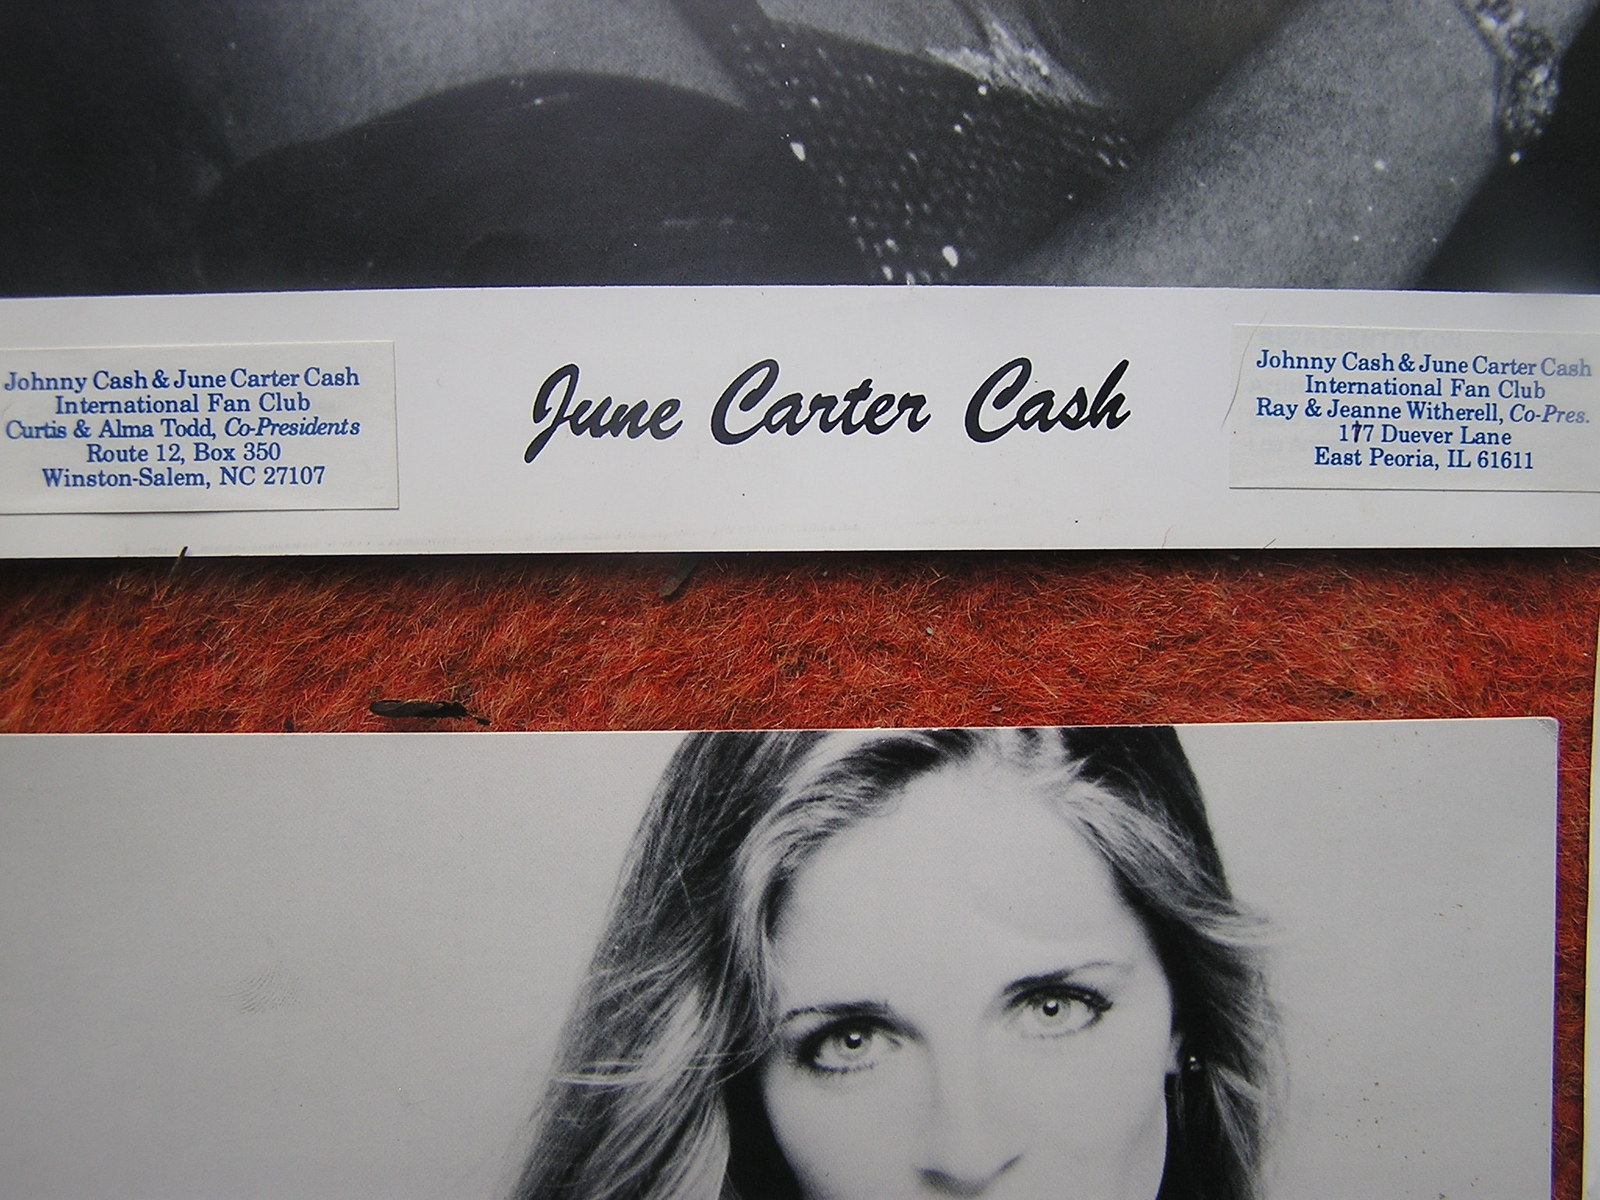 Johnny Cash & June Carter Cash
International Fan Club
Curtis & Alma Todd, Co-Presidents
Route 12, Box 350
Winston-Salem, NC 27107
June Carter Cash
Johnny Cash & June Carter Cash
International Fan Club
Ray & Jeanne Witherell, Co-Pres.
177 Duever Lane
East Peoria, IL 61611